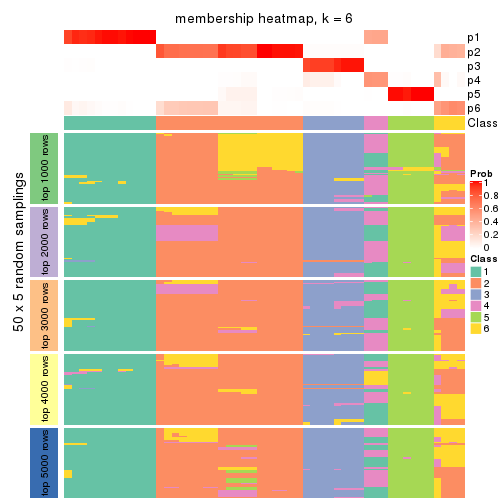 membership heatmap, k = 6
p1
p2
p3
p4
p5
p6
Class
50 x 5 random samplings
top 1000 rows
top 2000 rows
top 3000 rows
top 4000 rows
top 5000 rows
Prob
1
0.8
0.6
0.4
0.2
0
Class
1
2
3
4
5
6